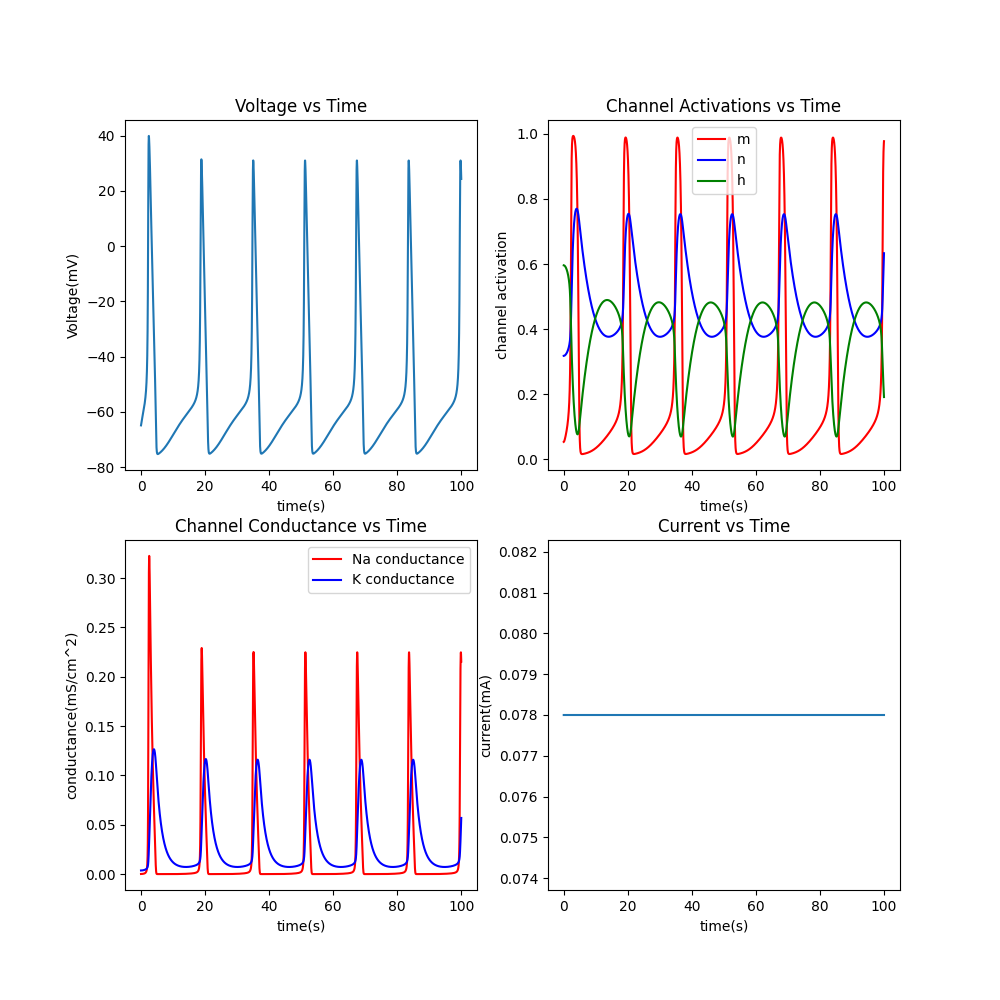 Voltage vs Time
40
20
0
−20
−40
−60
−80
Voltage(mV)
0 20 40 60 80 100
time(s)
Channel Activations vs Time
1.0
0.8
0.6
0.4
0.2
0.0
channel activation
m
n
h
0 20 40 60 80 100
time(s)
Channel Conductance vs Time
0.30
0.25
0.20
0.15
0.10
0.05
0.00
conductance(mS/cm^2)
Na conductance
K conductance
0 20 40 60 80 100
time(s)
Current vs Time
0.082
0.081
0.080
0.079
0.078
0.077
0.076
0.075
0.074
current(mA)
0 20 40 60 80 100
time(s)